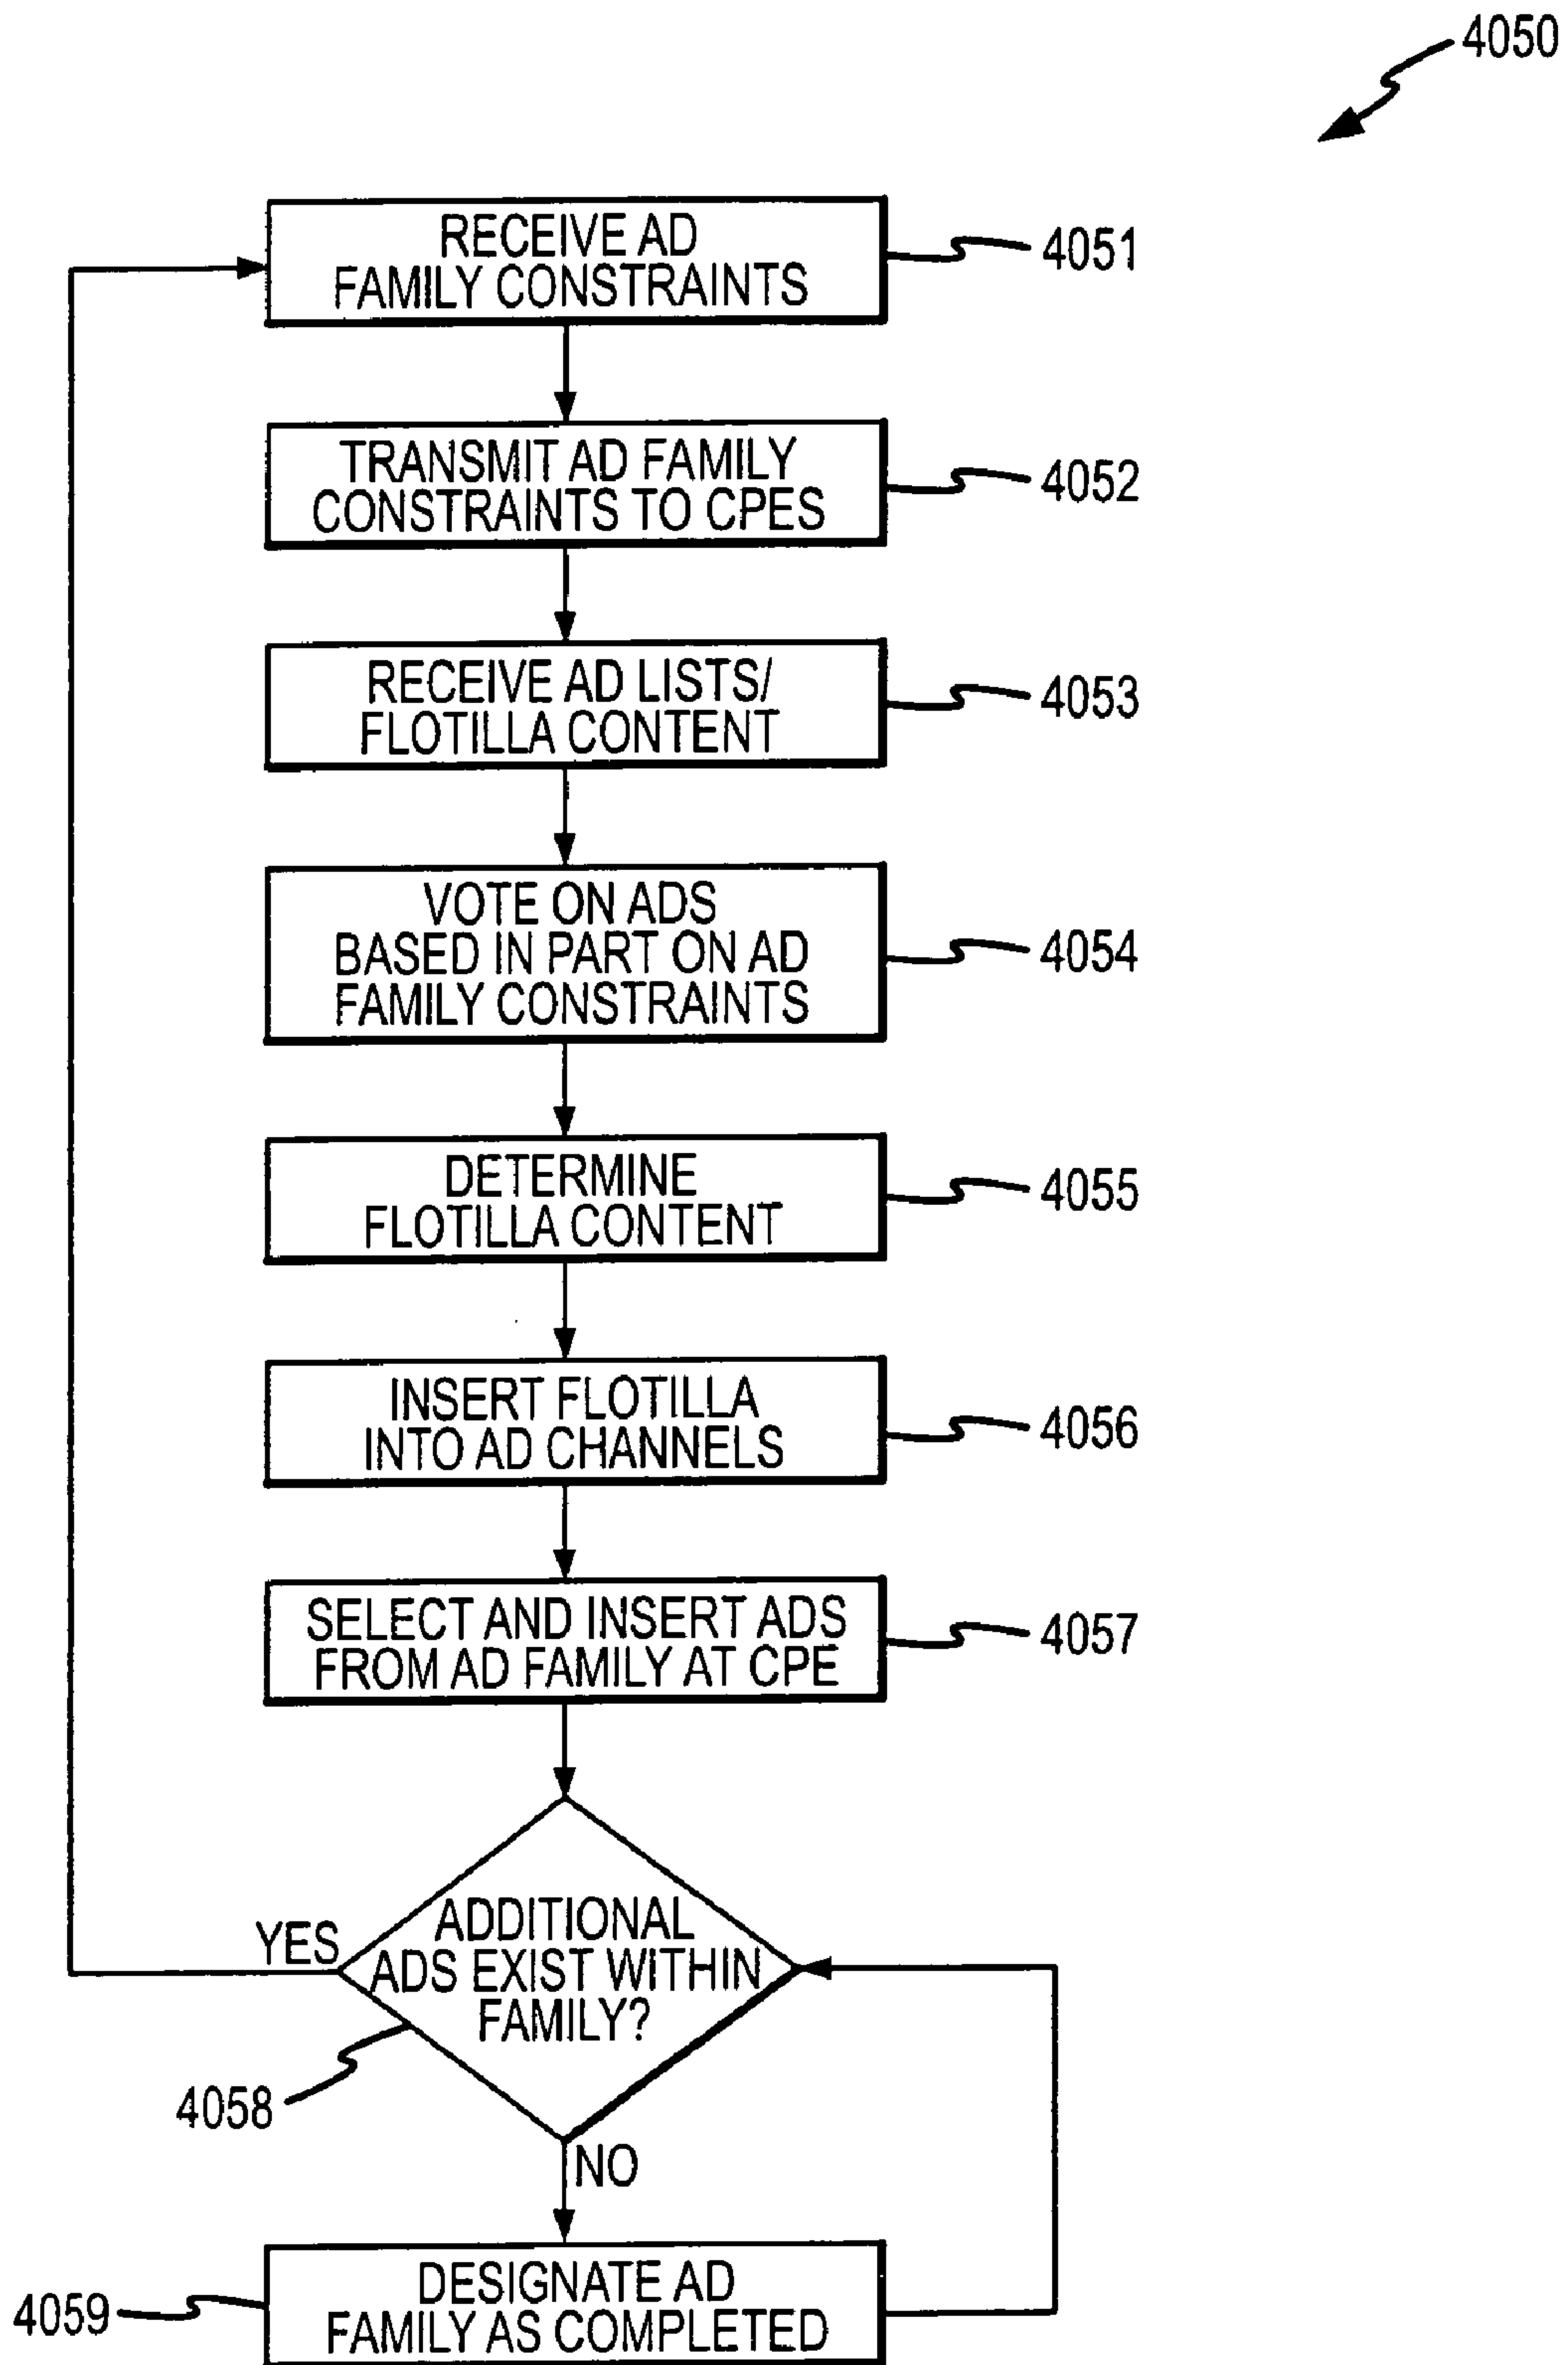 4050
RECEIVE AD
FAMILY CONSTRAINTS
4051
TRANSMIT AD FAMILY
CONSTRAINTS TO CPES
4052
RECEIVE AD LISTS/
FLOTILLA CONTENT
4053
VOTE ON ADS
BASED IN PART ON AD
FAMILY CONSTRAINTS
4054
DETERMINE
FLOTILLA CONTENT
4055
INSERT FLOTILLA
INTO AD CHANNELS
4056
SELECT AND INSERT ADS
FROM AD FAMILY AT CPE
4057
YES
ADDITIONAL
ADS EXIST WITHIN
FAMILY?
4058
NO
DESIGNATE AD
FAMILY AS COMPLETED
4059